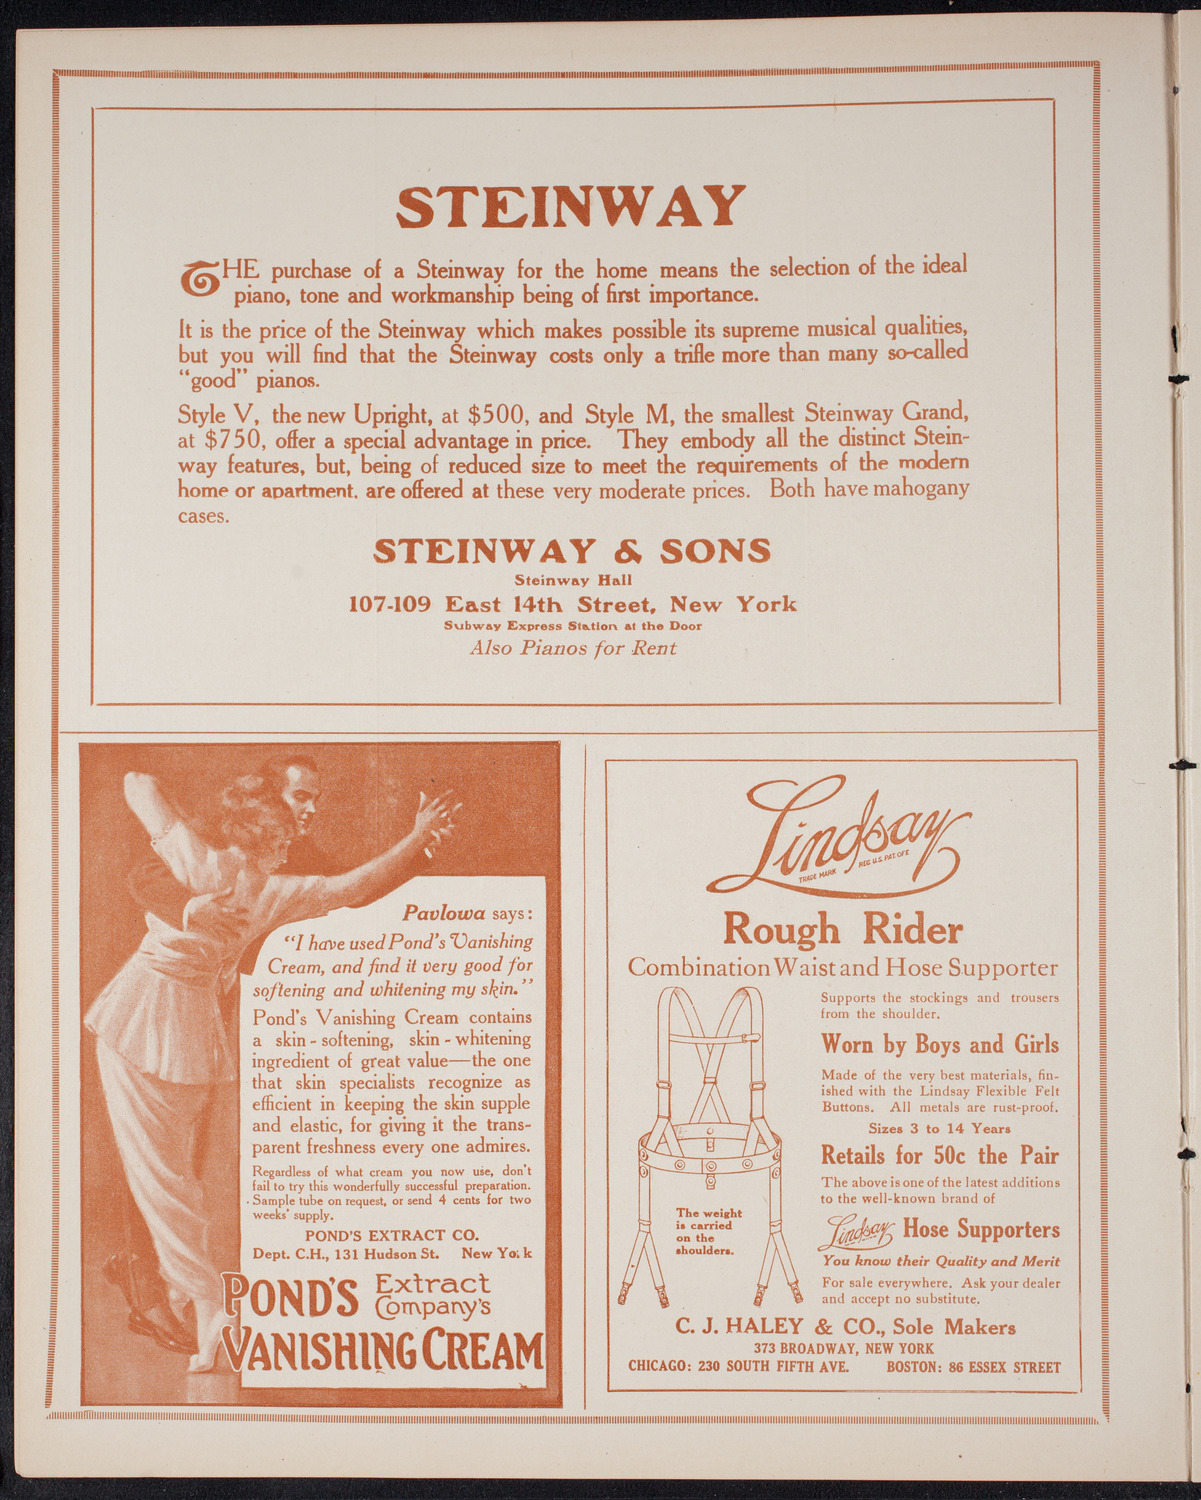 STEINWAY
THE purchase of a Steinway for the home means the selection of the ideal
piano, tone and workmanship being of first importance.
It is the price of the Steinway which makes possible its supreme musical qualities,
but you will find that the Steinway costs only a trifle more than many so-called
"good" pianos.
Style V, the new Upright, at $500, and Style M, the smallest Steinway Grand,
at $750, offer a special advantage in price. They embody all the distinct Stein-
way features, but, being of reduced size to meet the requirements of the modern
home or apartment, are offered at these very moderate prices. Both have mahogany
cases.
STEINWAY & SONS
Steinway Hall
107-109 East 14th Street, New York
Subway Express Station at the Door
Also Pianos for Rent
Pavlowa says:
"I have used Pond's Vanishing
Cream, and find it very good for
softening and whitening my skin."
Pond's Vanishing Cream contains
a skin-softening, skin-whitening
ingredient of great value—the one
that skin specialists recognize as
efficient in keeping the skin supple
and elastic, for giving it the trans-
parent freshness every one admires.
Regardless of what cream you now use, don't
fail to try this wonderfully successful preparation.
Sample tube on request, or send 4 cents for two
weeks' supply.
POND'S EXTRACT CO.
Dept. C.H., 131 Hudson St. New York
POND'S Extract Company's
VANISHING CREAM
Lindsay
TRADE MARK REG. U.S. PAT. OFF.
Rough Rider
Combination Waist and Hose Supporter
Supports the stockings and trousers
from the shoulder.
Worn by Boys and Girls
Made of the very best materials, fin-
ished with the Lindsay Flexible Felt
Buttons. All metals are rust-proof.
Sizes 3 to 14 Years
Retails for 50c the Pair
The above is one of the latest additions
to the well-known brand of
Lindsay Hose Supporters
You know their Quality and Merit
For sale everywhere. Ask your dealer
and accept no substitute.
The weight
is carried
on the
shoulders.
C. J. HALEY & CO., Sole Makers
373 BROADWAY, NEW YORK
CHICAGO: 230 SOUTH FIFTH AVE. BOSTON: 86 ESSEX STREET